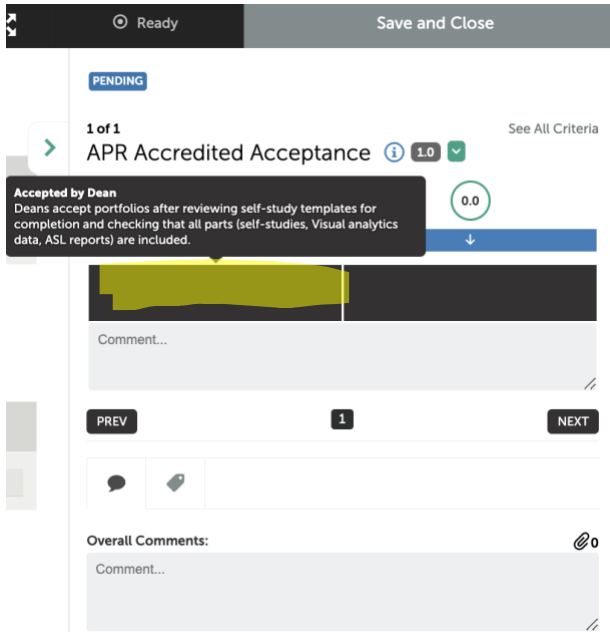 Ready
Save and Close
PENDING
1 of 1
See All Criteria
APR Accredited Acceptance i 1.0
Accepted by Dean
Deans accept portfolios after reviewing self-study templates for
completion and checking that all parts (self-studies, Visual analytics
data, ASL reports) are included.
0.0
Comment...
PREV
1
NEXT
Overall Comments:
0
Comment...